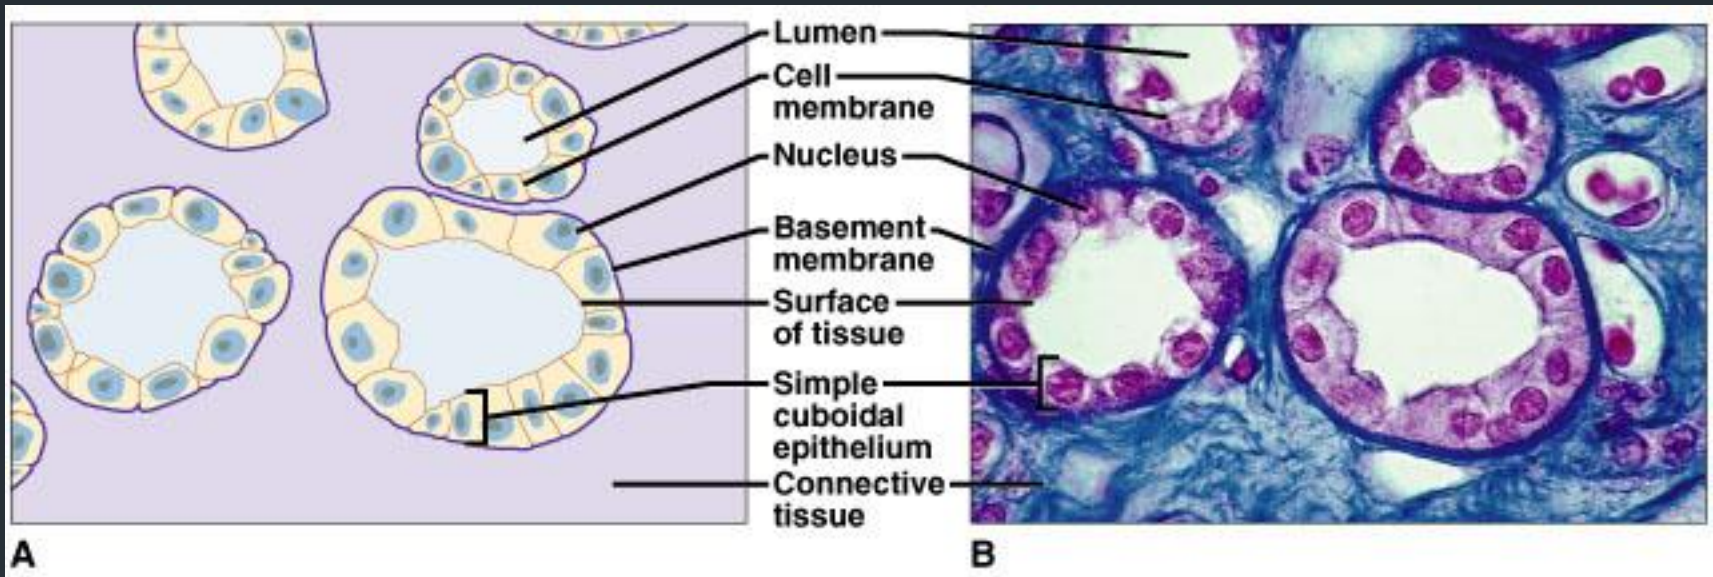 Lumen
Cell
membrane
Nucleus
Basement
membrane
Surface
of tissue
Simple
cuboidal
epithelium
Connective
tissue
A
B